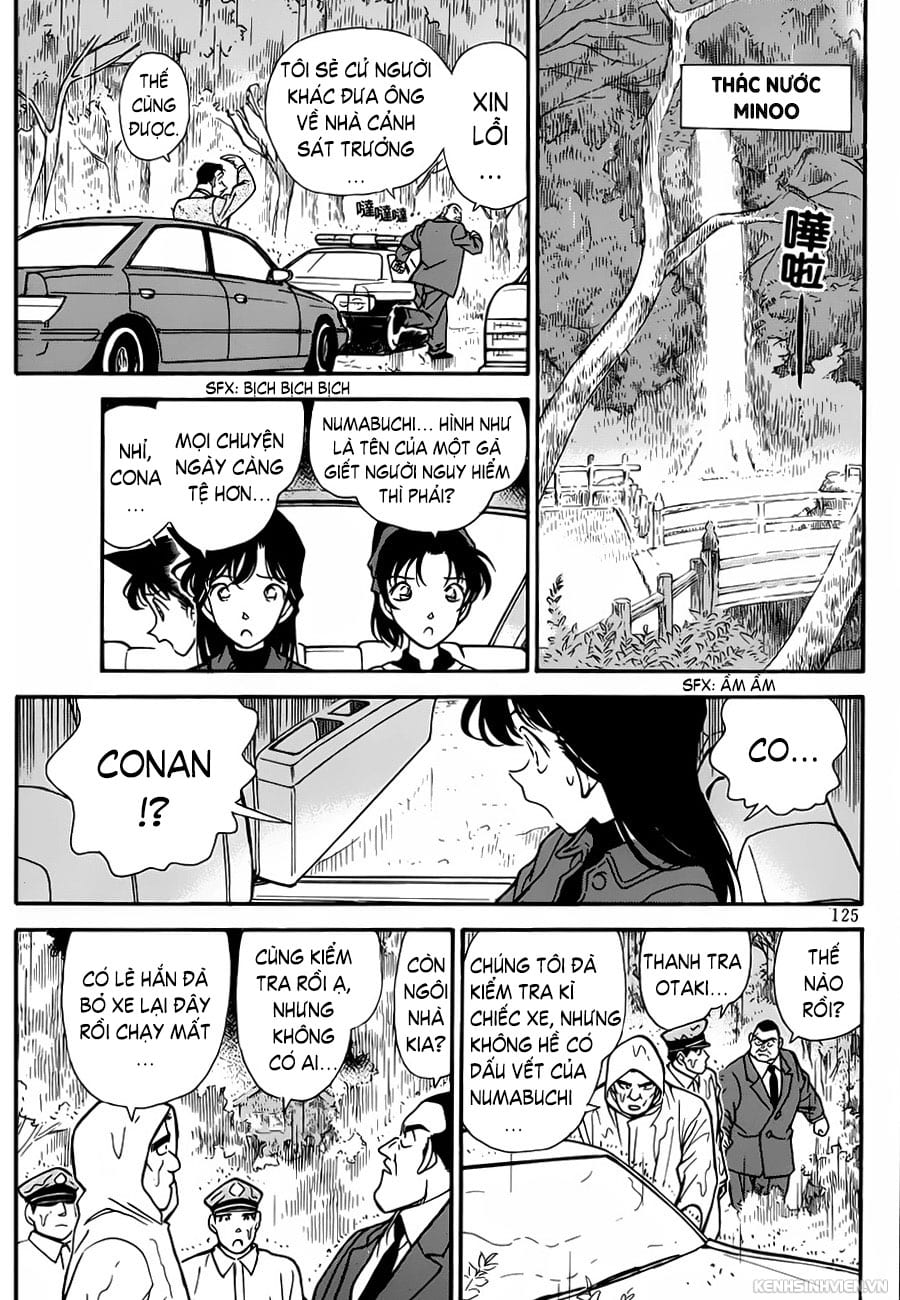 THÁC NƯỚC
MINOO
嘩啦
SFX: ẦM ẦM
XIN
LỖI
...
TÔI SẼ CỬ NGƯỜI
KHÁC ĐƯA ÔNG
VỀ NHÀ CẢNH
SÁT TRƯỞNG
...
THẾ
CŨNG
ĐƯỢC.
噠噠噠
SFX: BỊCH BỊCH BỊCH
NUMABUCHI... HÌNH NHƯ
LÀ TÊN CỦA MỘT GÃ
GIẾT NGƯỜI NGUY HIỂM
THÌ PHẢI?
MỌI CHUYỆN
NGÀY CÀNG
TỆ HƠN...
NHỈ,
CONA
...
CO...
CONAN
!?
125
THẾ
NÀO
RỒI?
THANH TRA
OTAKI...
CHÚNG TÔI ĐÃ
KIỂM TRA KĨ
CHIẾC XE, NHƯNG
KHÔNG HỀ CÓ
DẤU VẾT CỦA
NUMABUCHI
...
CÒN
NGÔI
NHÀ
KIA?
CŨNG KIỂM
TRA RỒI Ạ,
NHƯNG
KHÔNG
CÓ AI...
CÓ LẼ HẮN ĐÃ
BỎ XE LẠI ĐÂY
RỒI CHẠY MẤT
...
KENHSINHVIEN.VN